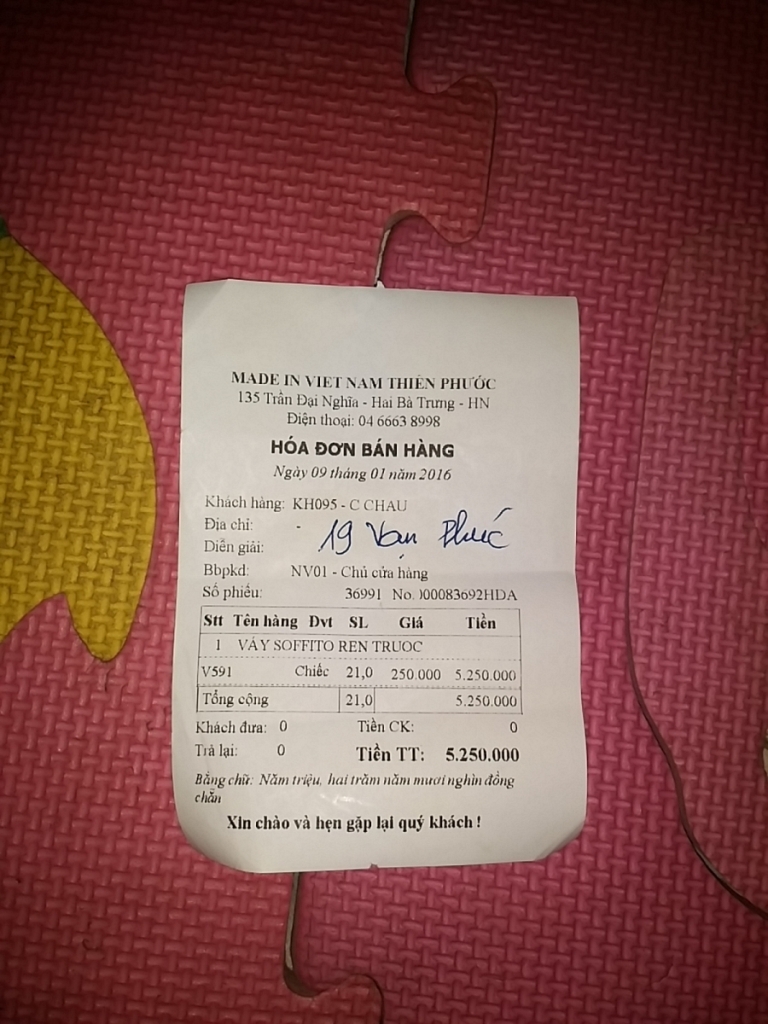 MADE IN VIET NAM THIÊN PHƯỚC
135 Trần Đại Nghĩa - Hai Bà Trưng - HN
Điện thoại: 04 6663 8998
HÓA ĐƠN BÁN HÀNG
Ngày 09 tháng 01 năm 2016
Khách hàng: KH095 - C CHAU
Địa chỉ: -
19 Vạn Phúc
Diễn giải:
Bbpkd: NV01 - Chủ cửa hàng
Số phiếu: 36991 No. )00083692HDA
Stt Tên hàng Đvt SL Giá Tiền
1 VÁY SOFFITO REN TRUOC
V591 Chiếc 21,0 250.000 5.250.000
Tổng cộng 21,0 5.250.000
Khách đưa: 0 Tiền CK: 0
Trả lại: 0 Tiền TT: 5.250.000
Bằng chữ: Năm triệu, hai trăm năm mươi nghìn đồng
chẵn
Xin chào và hẹn gặp lại quý khách !